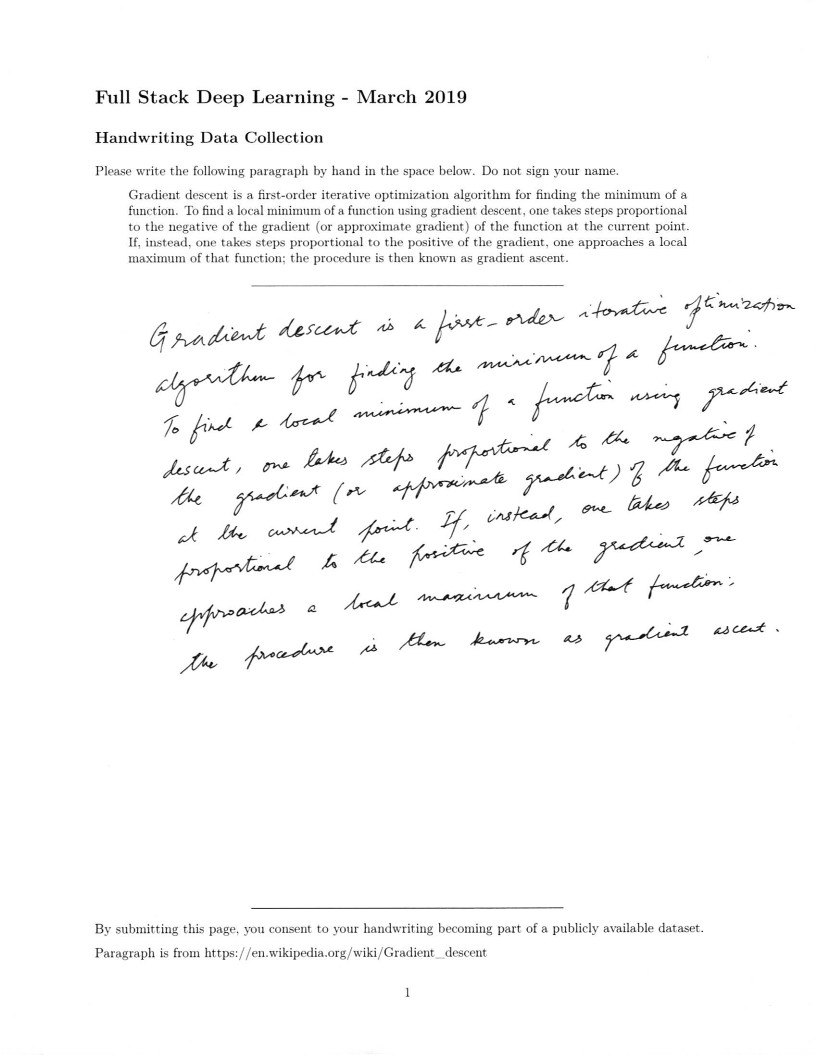 Full Stack Deep Learning - March 2019
Handwriting Data Collection
Please write the following paragraph by hand in the space below. Do not sign your name.
Gradient descent is a first-order iterative optimization algorithm for finding the minimum of a
function. To find a local minimum of a function using gradient descent, one takes steps proportional
to the negative of the gradient (or approximate gradient) of the function at the current point.
If, instead, one takes steps proportional to the positive of the gradient, one approaches a local
maximum of that function; the procedure is then known as gradient ascent.
Gradient descent is a first-order iterative optimization
algorithm for finding the minimum of a function.
To find a local minimum of a function using gradient
descent, one takes steps proportional to the negative of
the gradient (or approximate gradient) of the function
at the current point. If, instead, one takes steps
proportional to the positive of the gradient, one
approaches a local maximum of that function;
the procedure is then known as gradient ascent.
By submitting this page, you consent to your handwriting becoming part of a publicly available dataset.
Paragraph is from https://en.wikipedia.org/wiki/Gradient_descent
1